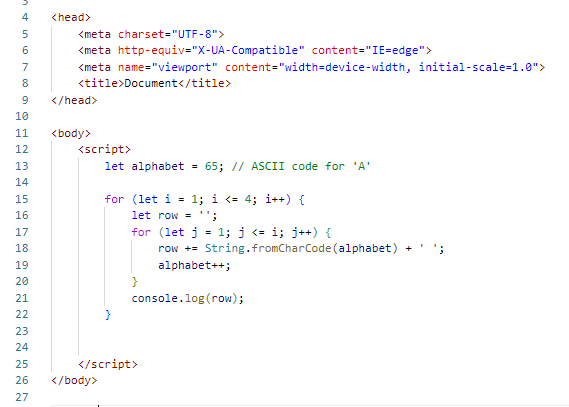 3
4 <head>
5 <meta charset="UTF-8">
6 <meta http-equiv="X-UA-Compatible" content="IE=edge">
7 <meta name="viewport" content="width=device-width, initial-scale=1.0">
8 <title>Document</title>
9 </head>
10
11 <body>
12 <script>
13 let alphabet = 65; // ASCII code for 'A'
14
15 for (let i = 1; i <= 4; i++) {
16 let row = '';
17 for (let j = 1; j <= i; j++) {
18 row += String.fromCharCode(alphabet) + ' ';
19 alphabet++;
20 }
21 console.log(row);
22 }
23
24
25 </script>
26 </body>
27